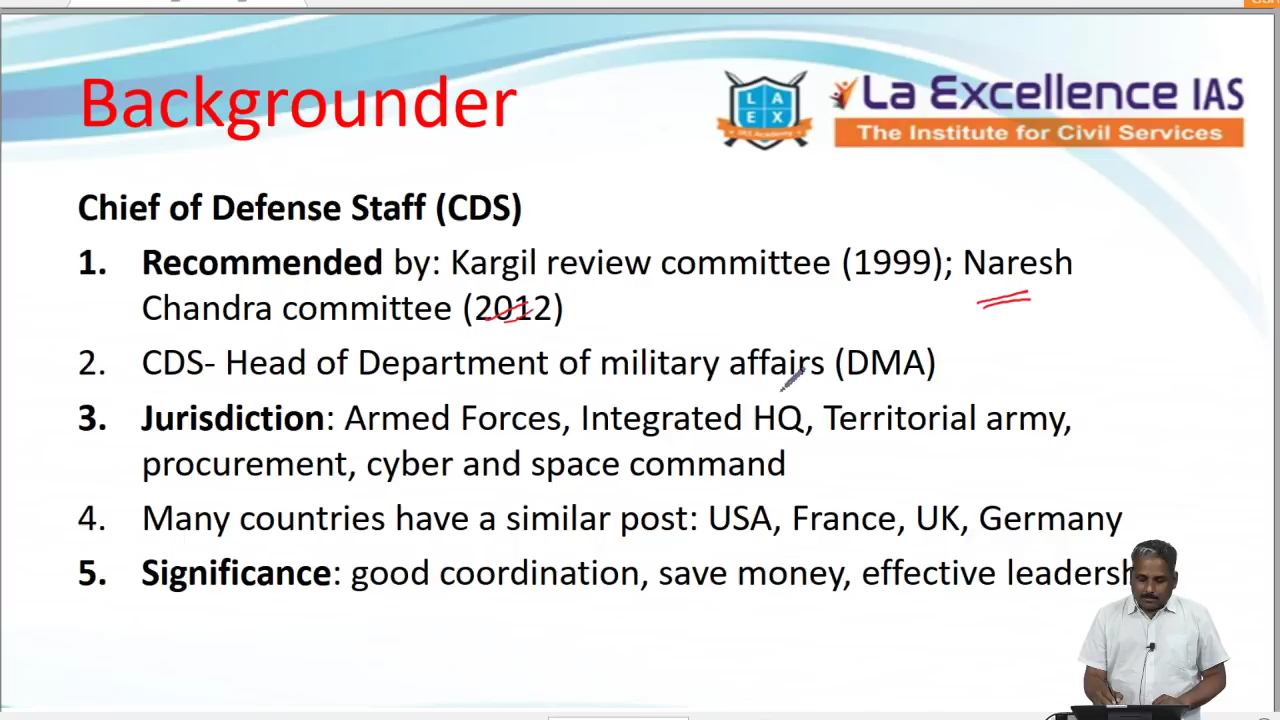 Backgrounder
L A
E X
La Excellence IAS
The Institute for Civil Services
Chief of Defense Staff (CDS)
1. Recommended by: Kargil review committee (1999); Naresh
Chandra committee (2012)
2. CDS- Head of Department of military affairs (DMA)
3. Jurisdiction: Armed Forces, Integrated HQ, Territorial army,
procurement, cyber and space command
4. Many countries have a similar post: USA, France, UK, Germany
5. Significance: good coordination, save money, effective